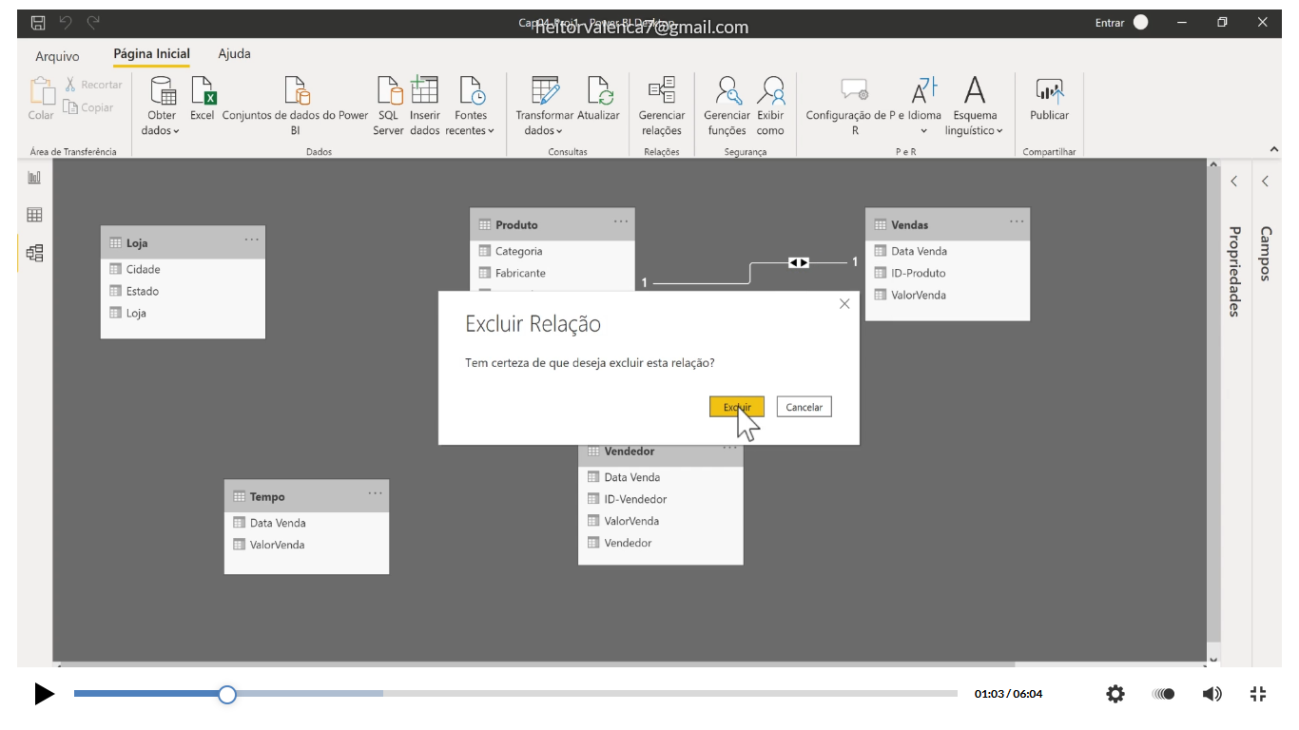 Entrar
Heitorvalenca7@gmail.com
Arquivo Página Inicial Ajuda
Colar
Recortar
Copiar
Obter dados
Excel
Conjuntos de dados do Power BI
SQL Server
Inserir dados
Fontes recentes
Transformar dados
Atualizar
Gerenciar relações
Gerenciar funções
Exibir como
Configuração de P e R
Idioma
Esquema linguístico
Publicar
Área de Transferência
Dados
Consultas
Relações
Segurança
P e R
Compartilhar
Loja
Cidade
Estado
Loja
Produto
Categoria
Fabricante
1
1
Vendas
Data Venda
ID-Produto
ValorVenda
Propriedades
Campos
Excluir Relação
Tem certeza de que deseja excluir esta relação?
Excluir
Cancelar
Tempo
Data Venda
ValorVenda
Vendedor
Data Venda
ID-Vendedor
ValorVenda
Vendedor
01:03 / 06:04